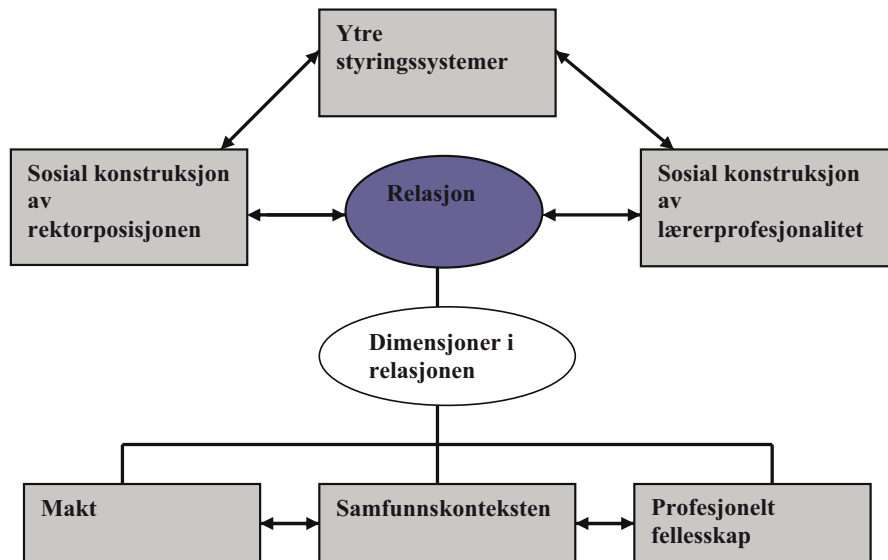 Ytre
styringssystemer
Sosial konstruksjon
av
rektorposisjonen
Relasjon
Sosial konstruksjon
av
lærerprofesjonalitet
Dimensjoner i
relasjonen
Makt
Samfunnskonteksten
Profesjonelt
fellesskap